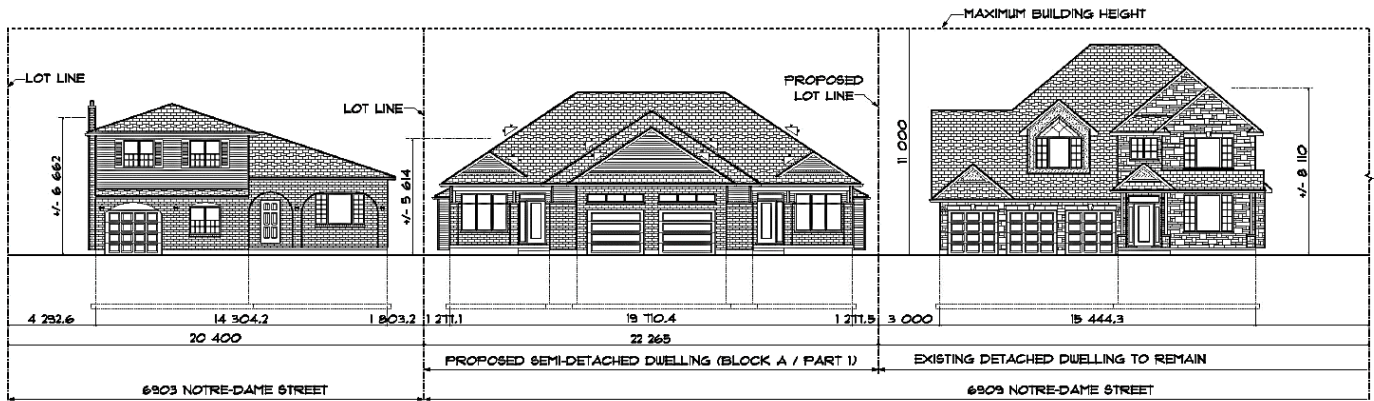 MAXIMUM BUILDING HEIGHT
LOT LINE
LOT LINE
PROPOSED
LOT LINE
+/- 6 662
+/- 5 614
11 000
+/- 8 110
4 292.6
14 304.2
1 803.2
1 277.1
19 710.4
1 277.5
3 000
15 444.3
20 400
22 265
PROPOSED SEMI-DETACHED DWELLING (BLOCK A / PART 1)
EXISTING DETACHED DWELLING TO REMAIN
6903 NOTRE-DAME STREET
6909 NOTRE-DAME STREET